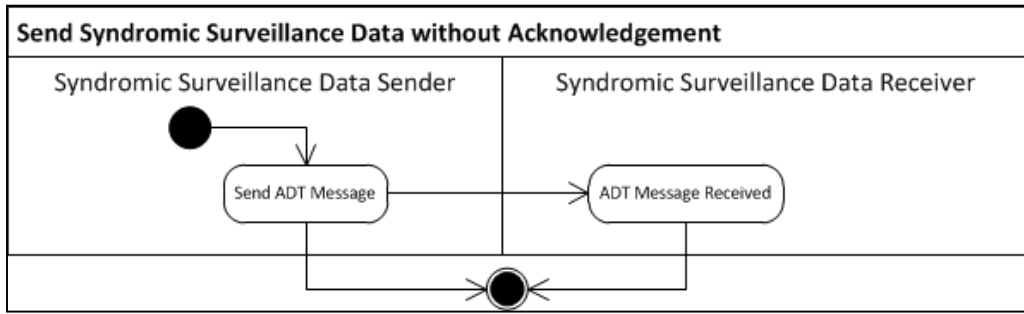 Send Syndromic Surveillance Data without Acknowledgement
Syndromic Surveillance Data Sender
Syndromic Surveillance Data Receiver
Send ADT Message
ADT Message Received